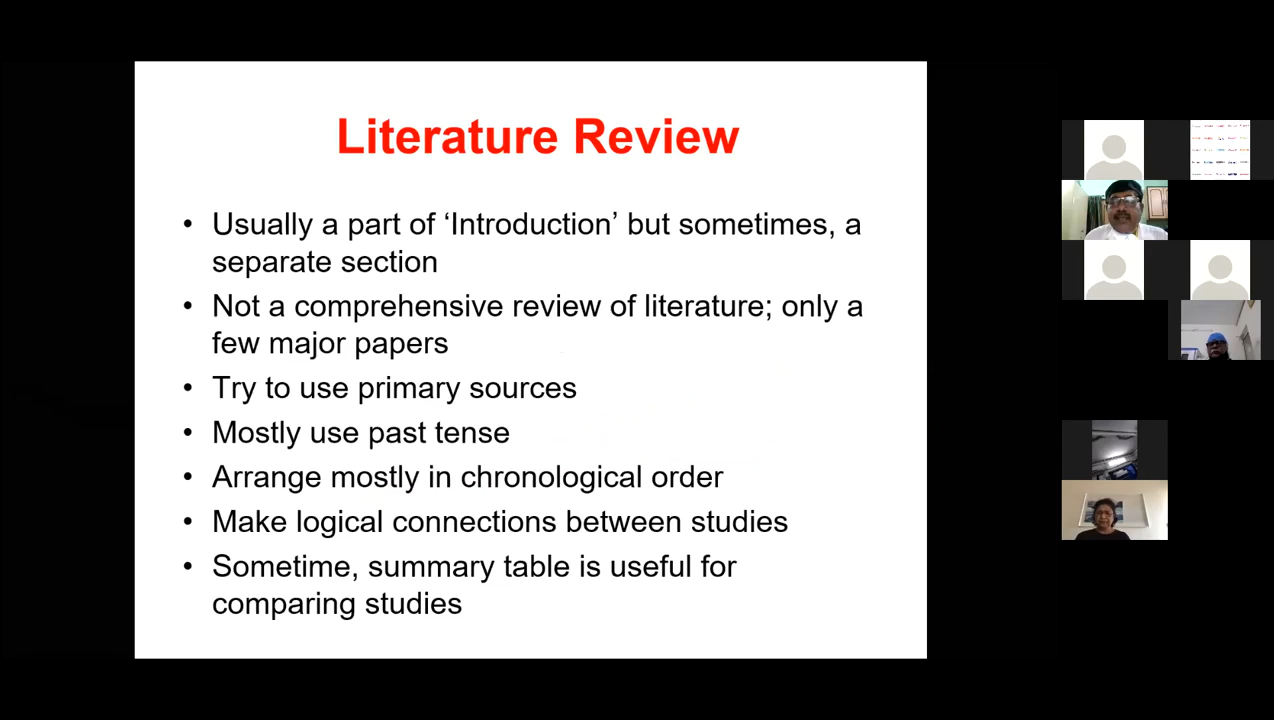 Literature Review
• Usually a part of ‘Introduction’ but sometimes, a
separate section
• Not a comprehensive review of literature; only a
few major papers
• Try to use primary sources
• Mostly use past tense
• Arrange mostly in chronological order
• Make logical connections between studies
• Sometime, summary table is useful for
comparing studies